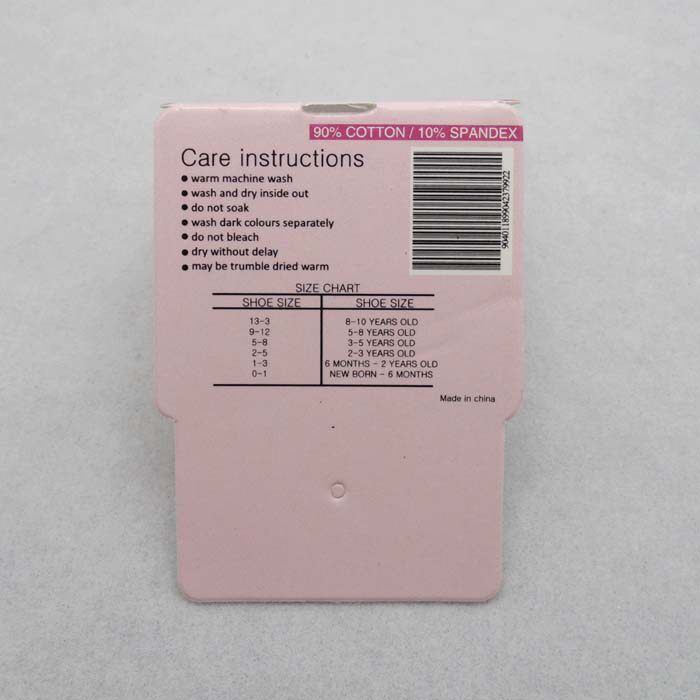 90% COTTON / 10% SPANDEX
Care instructions
● warm machine wash
● wash and dry inside out
● do not soak
● wash dark colours separately
● do not bleach
● dry without delay
● may be trumble dried warm
904011899042379922
SIZE CHART
SHOE SIZE SHOE SIZE
13-3 8-10 YEARS OLD
9-12 5-8 YEARS OLD
5-8 3-5 YEARS OLD
2-5 2-3 YEARS OLD
1-3 6 MONTHS - 2 YEARS OLD
0-1 NEW BORN - 6 MONTHS
Made in china